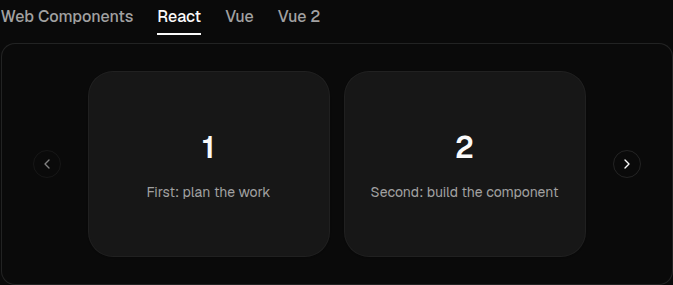 Web Components React Vue Vue 2
1 2
First: plan the work Second: build the component